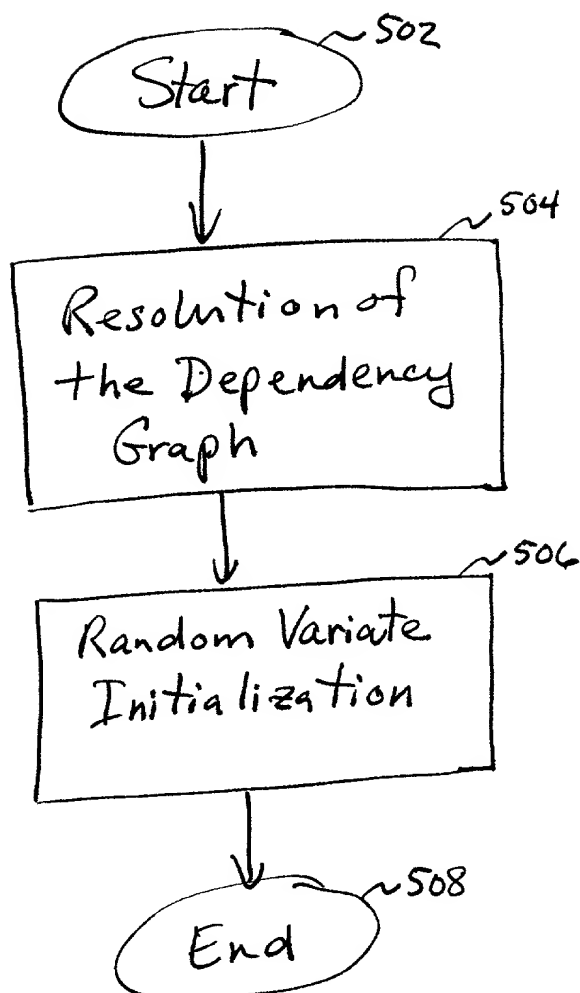 502
Start
504
Resolution of
the Dependency
Graph
506
Random Variate
Initialization
508
End